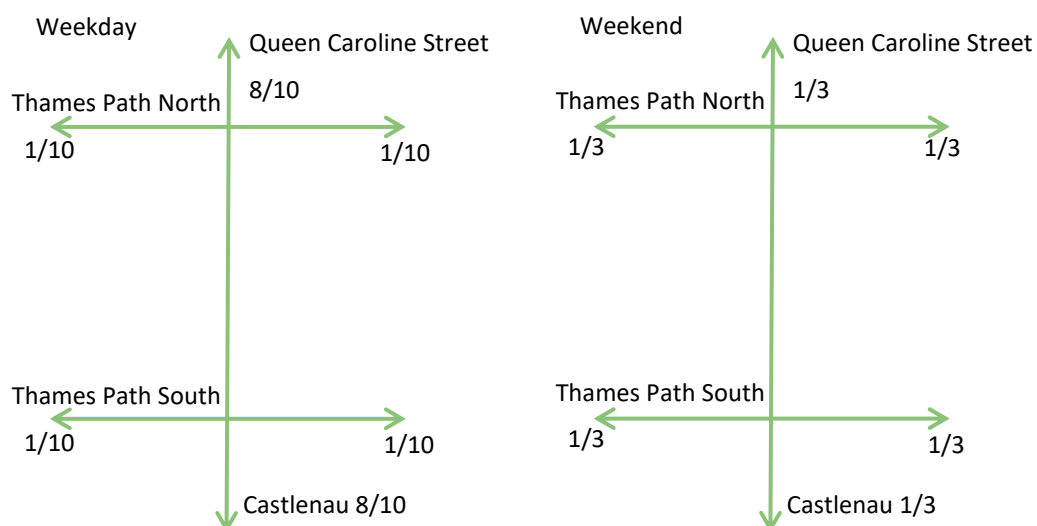 Weekday
Queen Caroline Street
8/10
Thames Path North
1/10
1/10
Thames Path South
1/10
1/10
Castlenau 8/10
Weekend
Queen Caroline Street
1/3
Thames Path North
1/3
1/3
Thames Path South
1/3
1/3
Castlenau 1/3